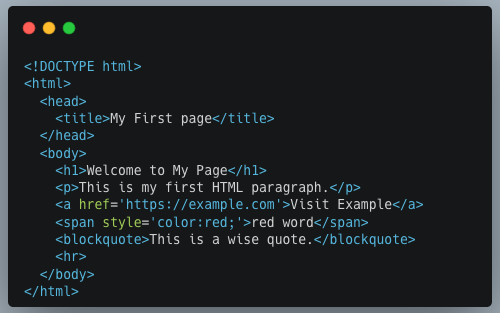 <!DOCTYPE html>
<html>
  <head>
    <title>My First page</title>
  </head>
  <body>
    <h1>Welcome to My Page</h1>
    <p>This is my first HTML paragraph.</p>
    <a href='https://example.com'>Visit Example</a>
    <span style='color:red;'>red word</span>
    <blockquote>This is a wise quote.</blockquote>
    <hr>
  </body>
</html>